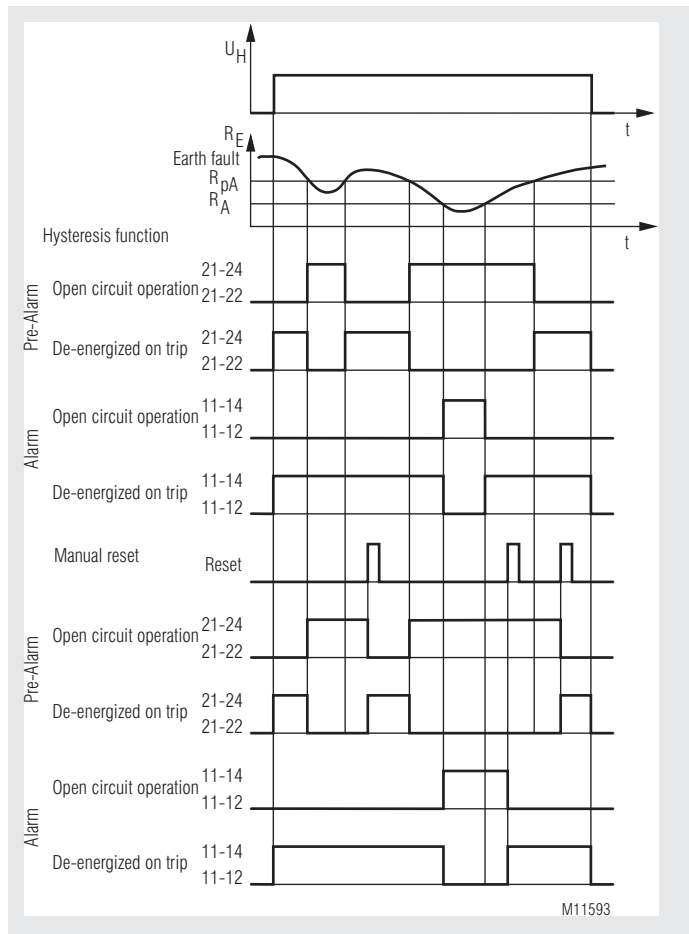 UH
t
RE
Earth fault
RpA
RA
t
Hysteresis function
Pre-Alarm
Open circuit operation 21-24
21-22
De-energized on trip 21-24
21-22
Alarm
Open circuit operation 11-14
11-12
De-energized on trip 11-14
11-12
Manual reset Reset
Pre-Alarm
Open circuit operation 21-24
21-22
De-energized on trip 21-24
21-22
Alarm
Open circuit operation 11-14
11-12
De-energized on trip 11-14
11-12
M11593